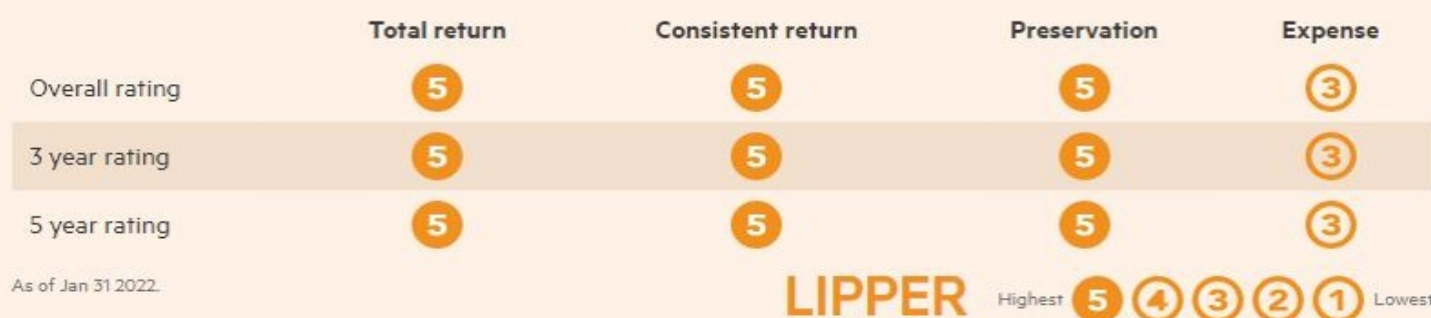 Total return Consistent return Preservation Expense
Overall rating 5 5 5 3
3 year rating 5 5 5 3
5 year rating 5 5 5 3
As of Jan 31 2022.
LIPPER Highest 5 4 3 2 1 Lowest